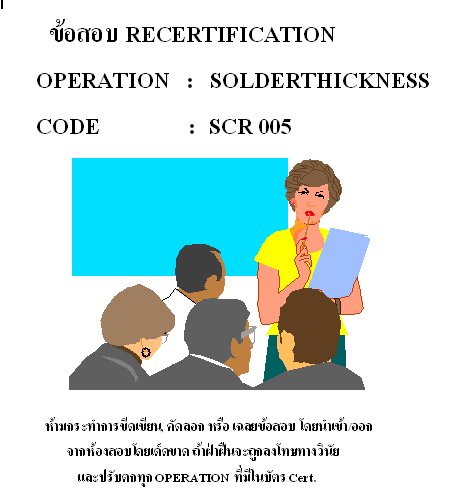 ข้อสอบ RECERTIFICATION
OPERATION : SOLDERTHICKNESS
CODE : SCR 005
ห้ามกระทำการขีดเขียน, คัดลอก หรือ เฉลยข้อสอบ โดยนำเข้า/ออก
จากห้องสอบโดยเด็ดขาด ถ้าฝ่าฝืนจะถูกลงโทษทางวินัย
และปรับตกทุก OPERATION ที่มีในบัตร Cert.